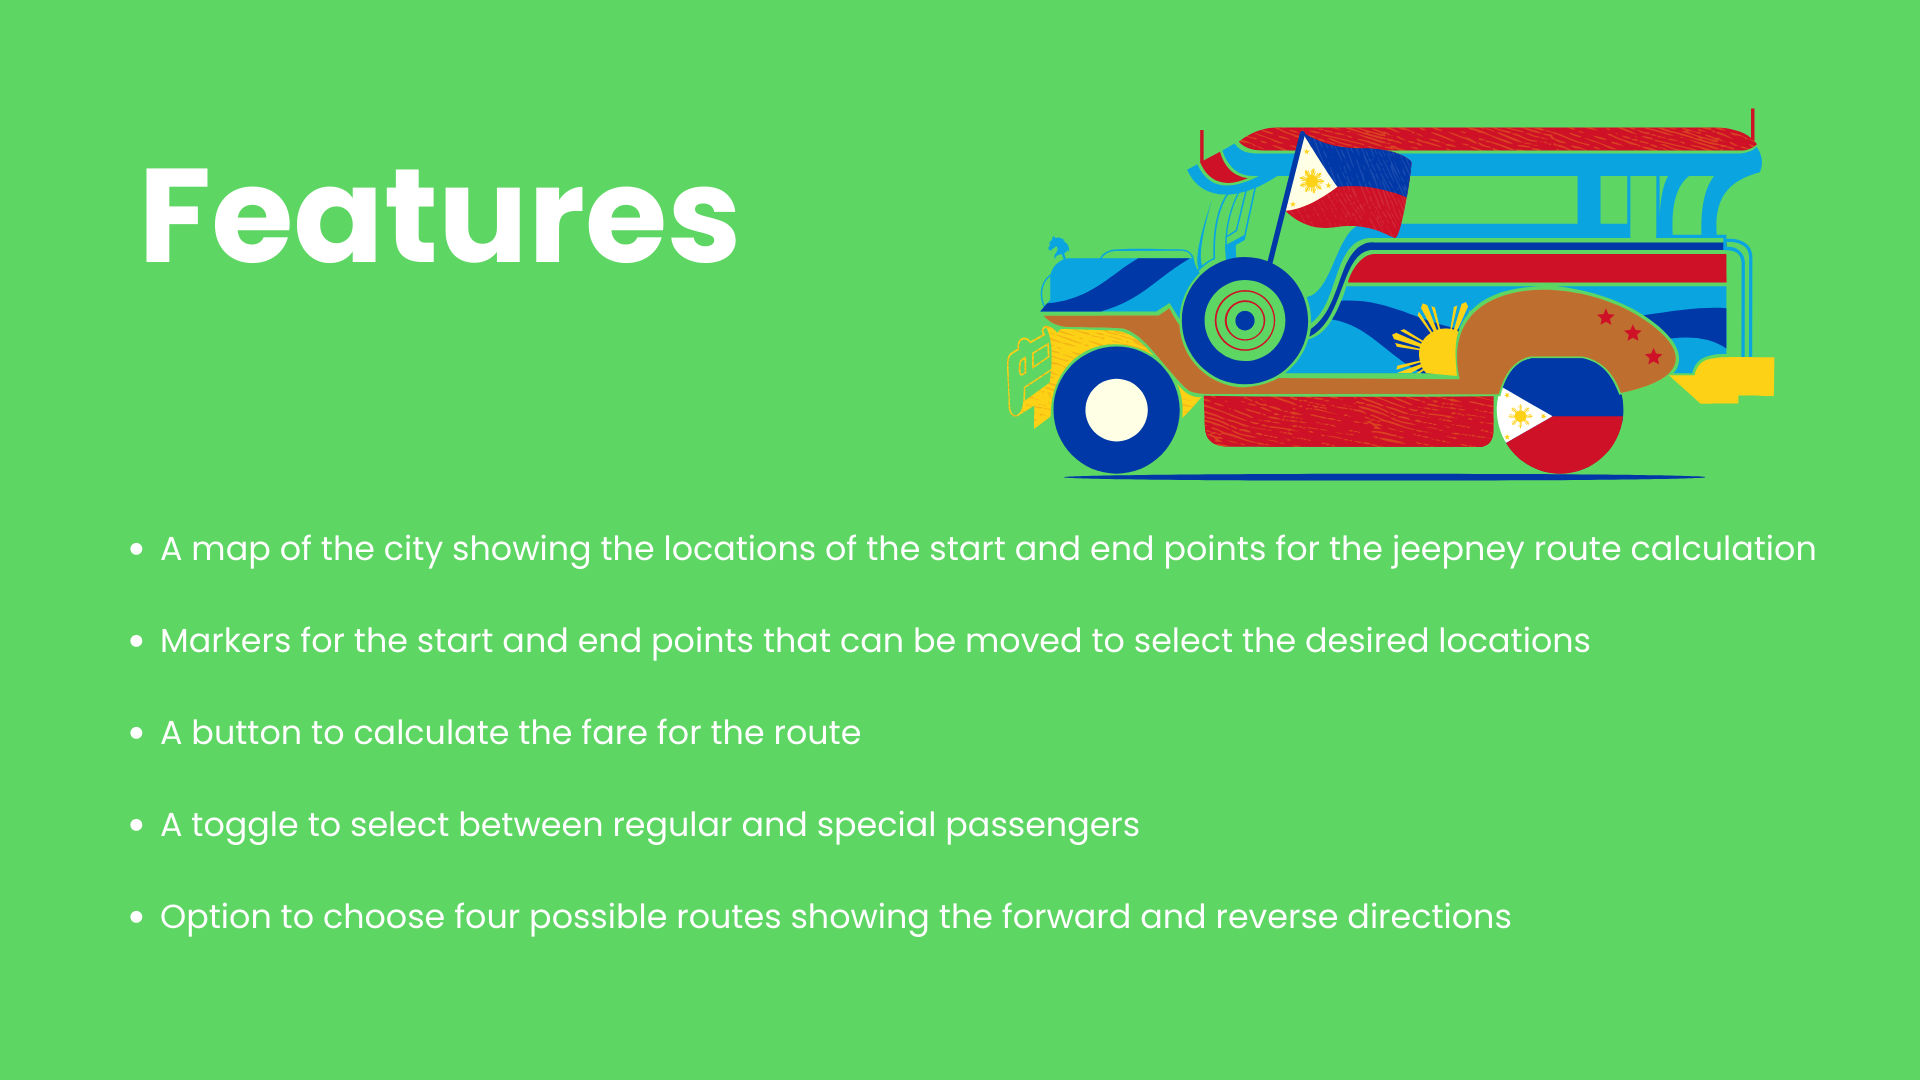 Features
• A map of the city showing the locations of the start and end points for the jeepney route calculation
• Markers for the start and end points that can be moved to select the desired locations
• A button to calculate the fare for the route
• A toggle to select between regular and special passengers
• Option to choose four possible routes showing the forward and reverse directions